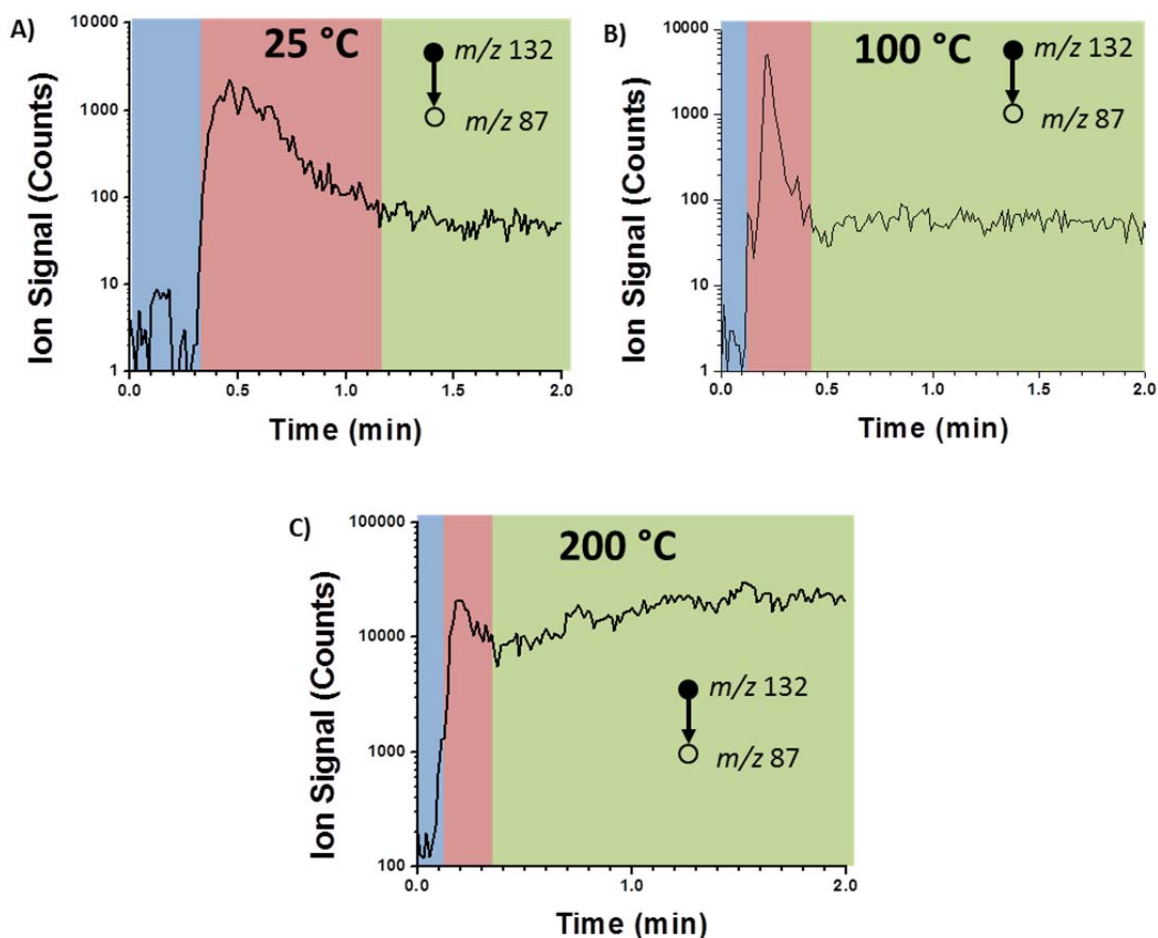 A)
25 °C
m/z 132
m/z 87
10000
1000
100
10
1
Ion Signal (Counts)
0.0 0.5 1.0 1.5 2.0
Time (min)
B)
100 °C
m/z 132
m/z 87
10000
1000
100
10
1
Ion Signal (Counts)
0.0 0.5 1.0 1.5 2.0
Time (min)
C)
200 °C
m/z 132
m/z 87
100000
10000
1000
100
Ion Signal (Counts)
0.0 1.0 2.0
Time (min)